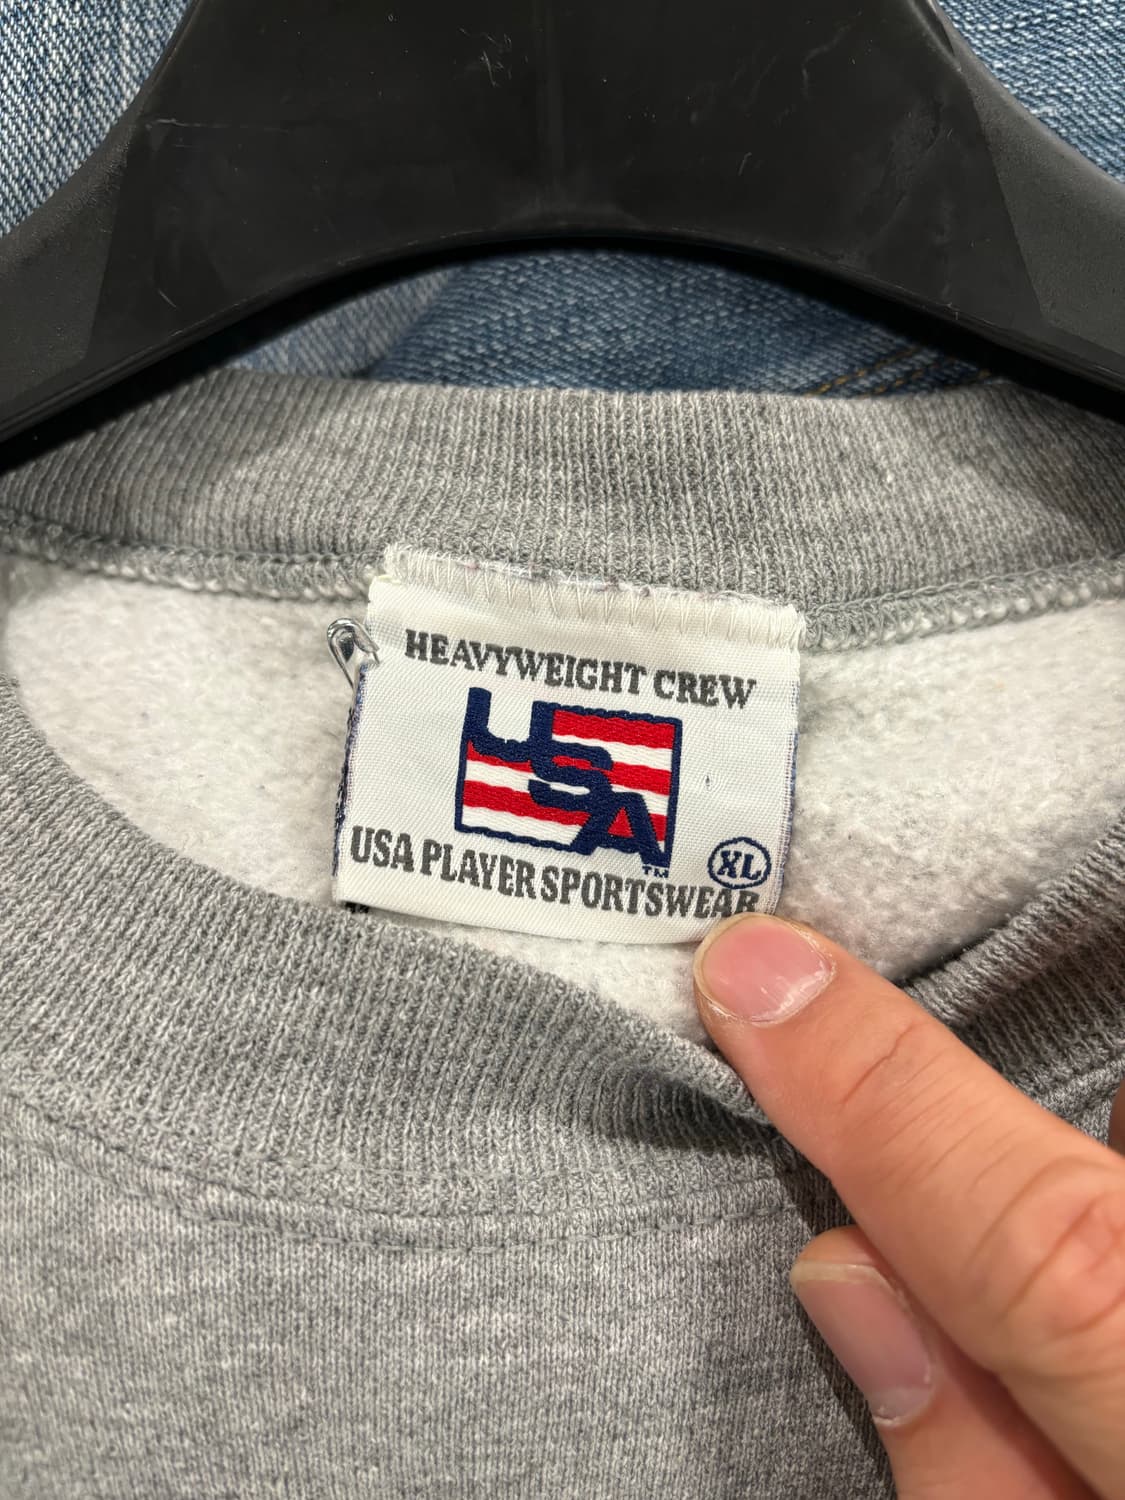 HEAVYWEIGHT CREW
USA
TM
XL
USA PLAYER SPORTSWEAR